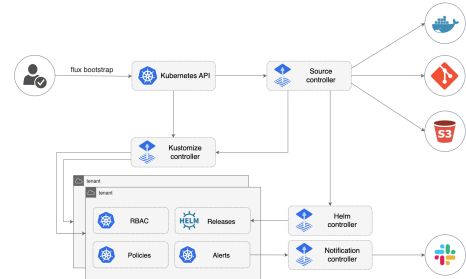 flux bootstrap
Kubernetes API
Source
controller
S3
Kustomize
controller
tenant
tenant
RBAC
HELM
Releases
Helm
controller
Policies
Alerts
Notification
controller